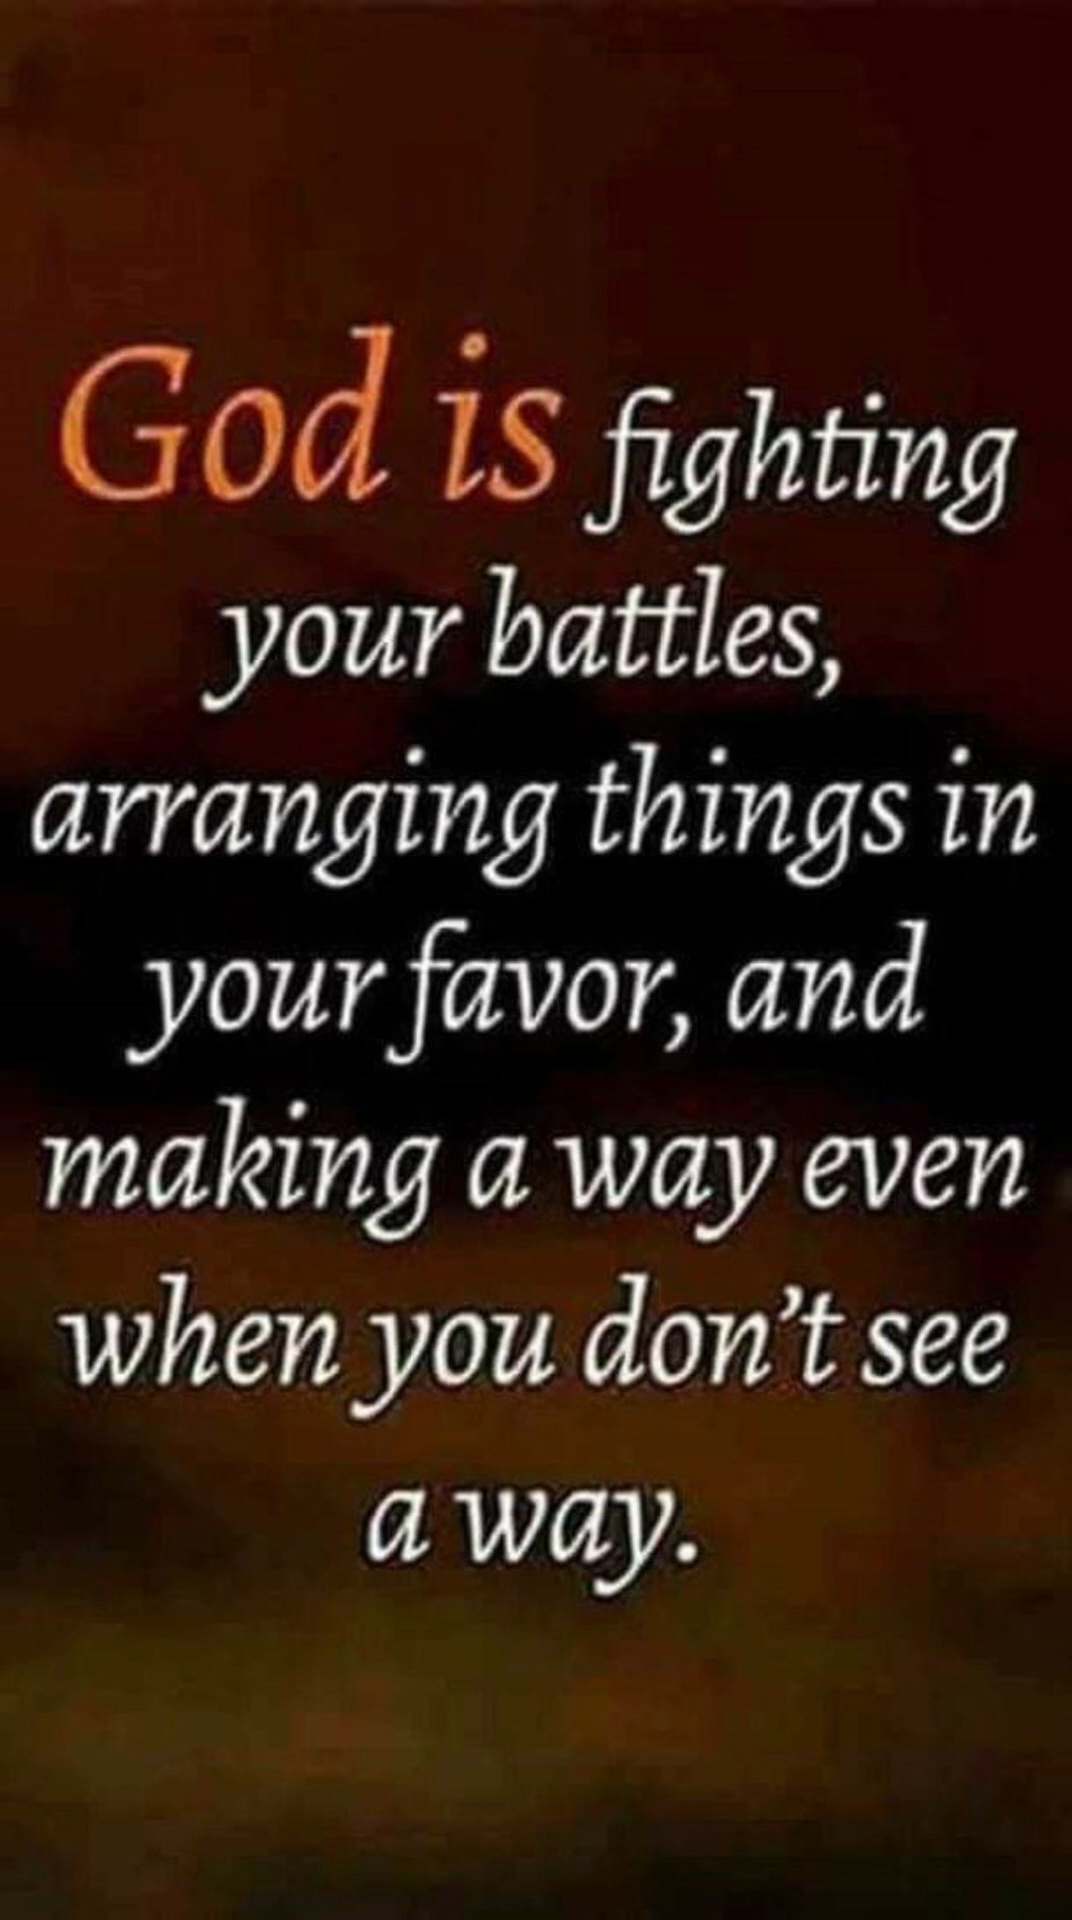 God is fighting
your battles,
arranging things in
your favor, and
making a way even
when you don't see
a way.